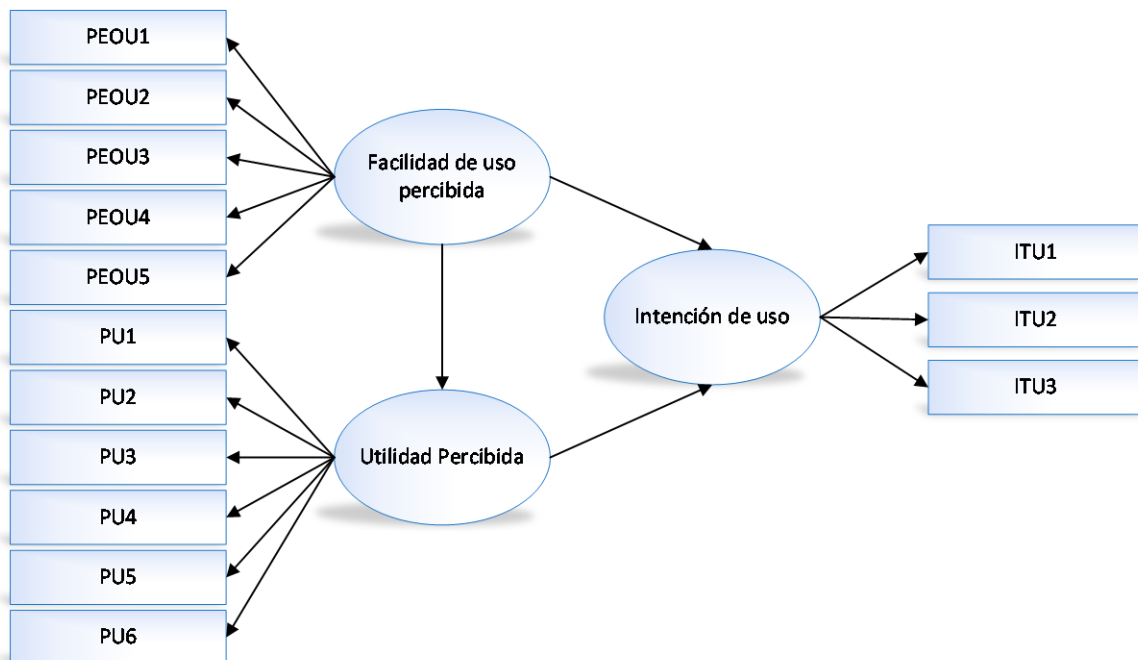 PEOU1
PEOU2
PEOU3
PEOU4
PEOU5
PU1
PU2
PU3
PU4
PU5
PU6
Facilidad de uso
percibida
Utilidad Percibida
Intención de uso
ITU1
ITU2
ITU3